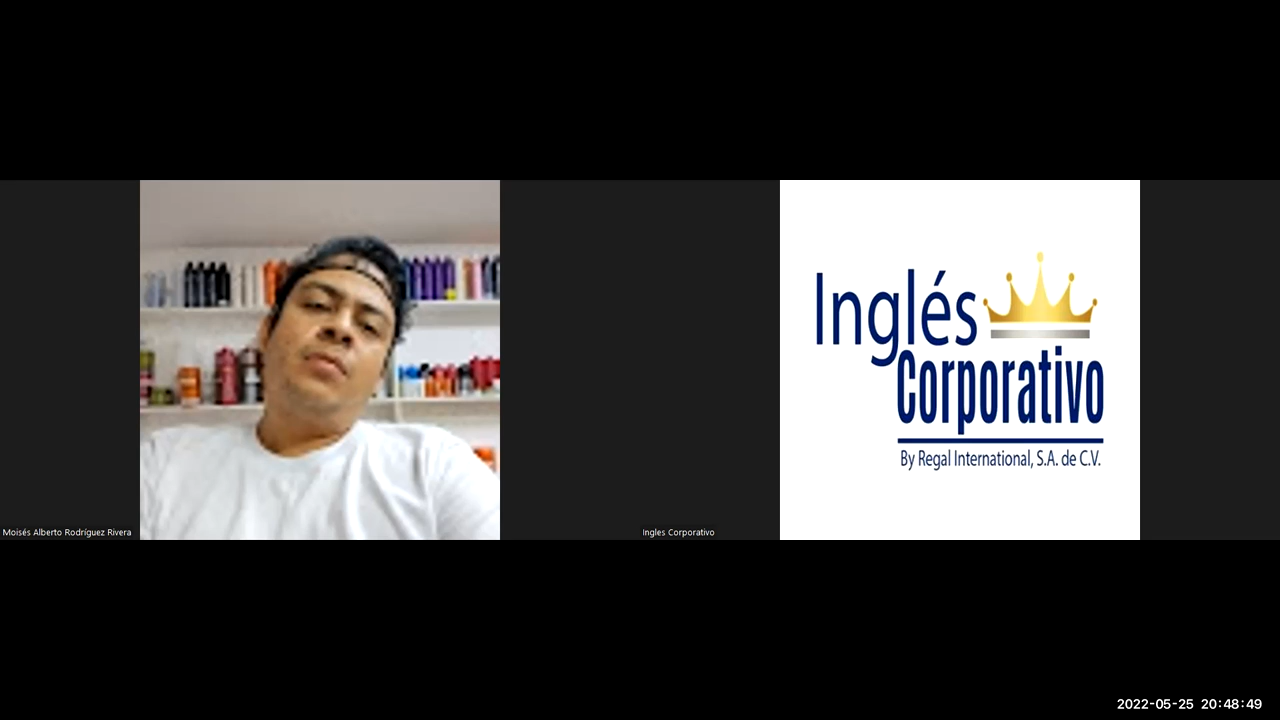 Inglés
Corporativo
By Regal International, S.A. de C.V.
Moisés Alberto Rodríguez Rivera
Ingles Corporativo
2022-05-25 20:48:49